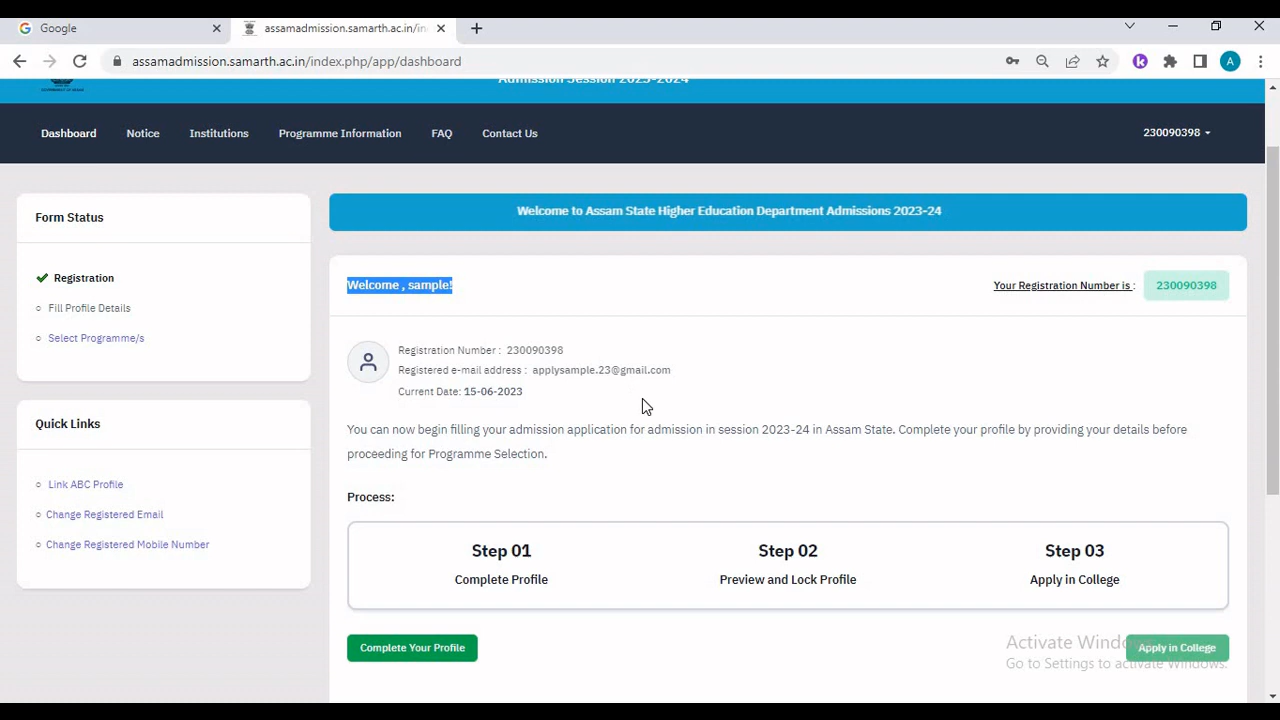 Google
assamadmission.samarth.ac.in/in
assamadmission.samarth.ac.in/index.php/app/dashboard
A
Admission Session 2023-2024
Dashboard
Notice
Institutions
Programme Information
FAQ
Contact Us
230090398
Form Status
Registration
Fill Profile Details
Select Programme/s
Quick Links
Link ABC Profile
Change Registered Email
Change Registered Mobile Number
Welcome to Assam State Higher Education Department Admissions 2023-24
Welcome , sample!
Your Registration Number is :
230090398
Registration Number : 230090398
Registered e-mail address : applysample.23@gmail.com
Current Date: 15-06-2023
You can now begin filling your admission application for admission in session 2023-24 in Assam State. Complete your profile by providing your details before
proceeding for Programme Selection.
Process:
Step 01
Complete Profile
Step 02
Preview and Lock Profile
Step 03
Apply in College
Complete Your Profile
Apply in College
Activate Windo
Go to Settings to activate Windows.